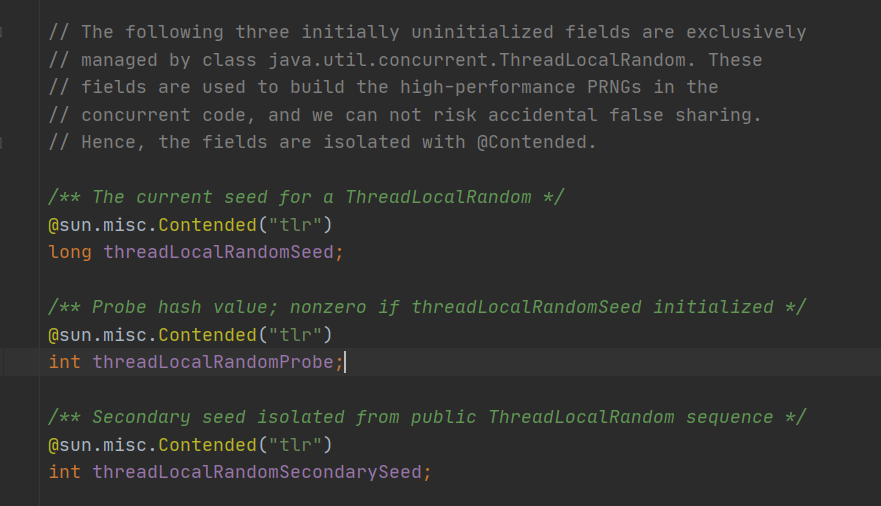 // The following three initially uninitialized fields are exclusively
// managed by class java.util.concurrent.ThreadLocalRandom. These
// fields are used to build the high-performance PRNGs in the
// concurrent code, and we can not risk accidental false sharing.
// Hence, the fields are isolated with @Contended.
/** The current seed for a ThreadLocalRandom */
@sun.misc.Contended("tlr")
long threadLocalRandomSeed;
/** Probe hash value; nonzero if threadLocalRandomSeed initialized */
@sun.misc.Contended("tlr")
int threadLocalRandomProbe;
/** Secondary seed isolated from public ThreadLocalRandom sequence */
@sun.misc.Contended("tlr")
int threadLocalRandomSecondarySeed;